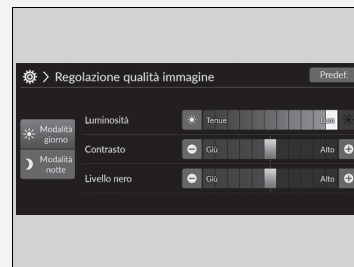 > Regolazione qualità immagine
Predef.
Modalità
giorno
Modalità
notte
Luminosità
Tenue
Lum
Contrasto
Giù
Alto
Livello nero
Giù
Alto